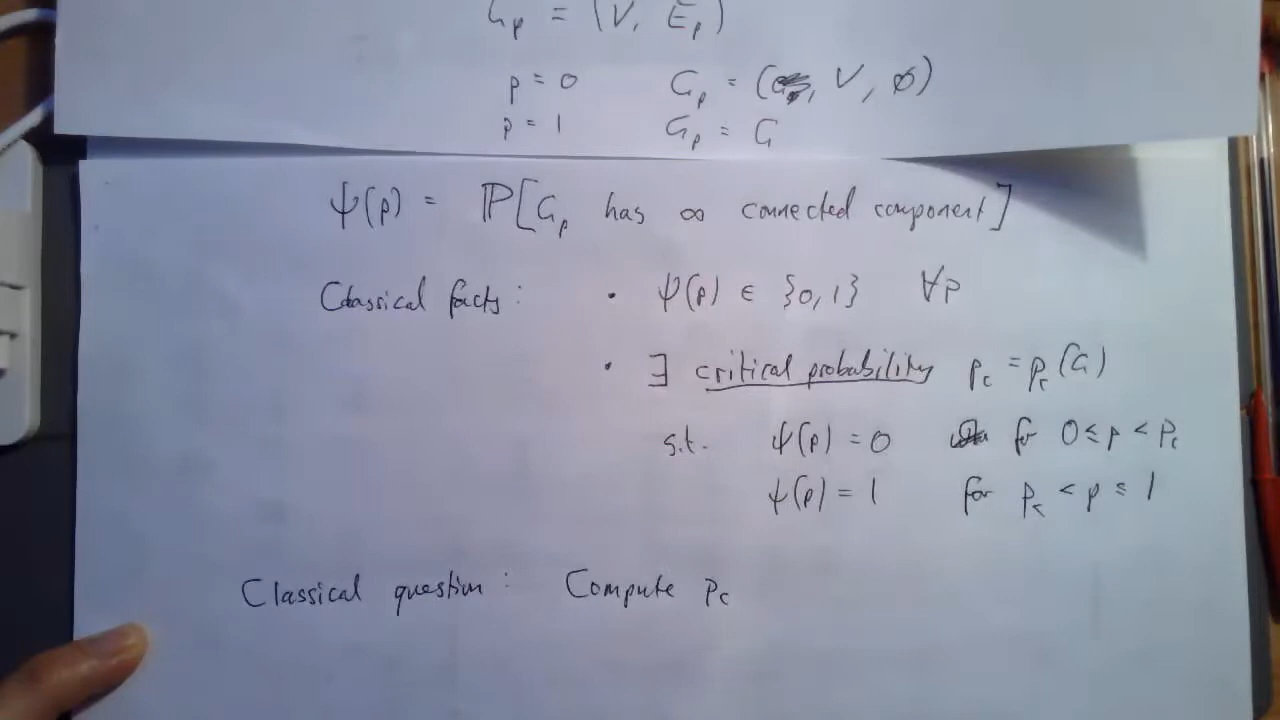 G_p = (V, E_p)
p = 0 G_p = (, V, ∅)
p = 1 G_p = G
ψ(p) = ℙ[G_p has ∞ connected component]
Classical facts: • ψ(p) ∈ {0,1} ∀p
• ∃ critical probability p_c = p_c(G)
s.t. ψ(p) = 0 for 0 ≤ p < p_c
ψ(p) = 1 for p_c < p ≤ 1
Classical question: Compute p_c